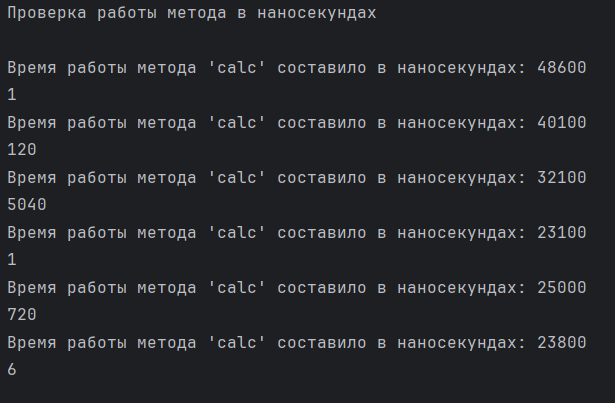 Проверка работы метода в наносекундах
Время работы метода 'calc' составило в наносекундах: 48600
1
Время работы метода 'calc' составило в наносекундах: 40100
120
Время работы метода 'calc' составило в наносекундах: 32100
5040
Время работы метода 'calc' составило в наносекундах: 23100
1
Время работы метода 'calc' составило в наносекундах: 25000
720
Время работы метода 'calc' составило в наносекундах: 23800
6